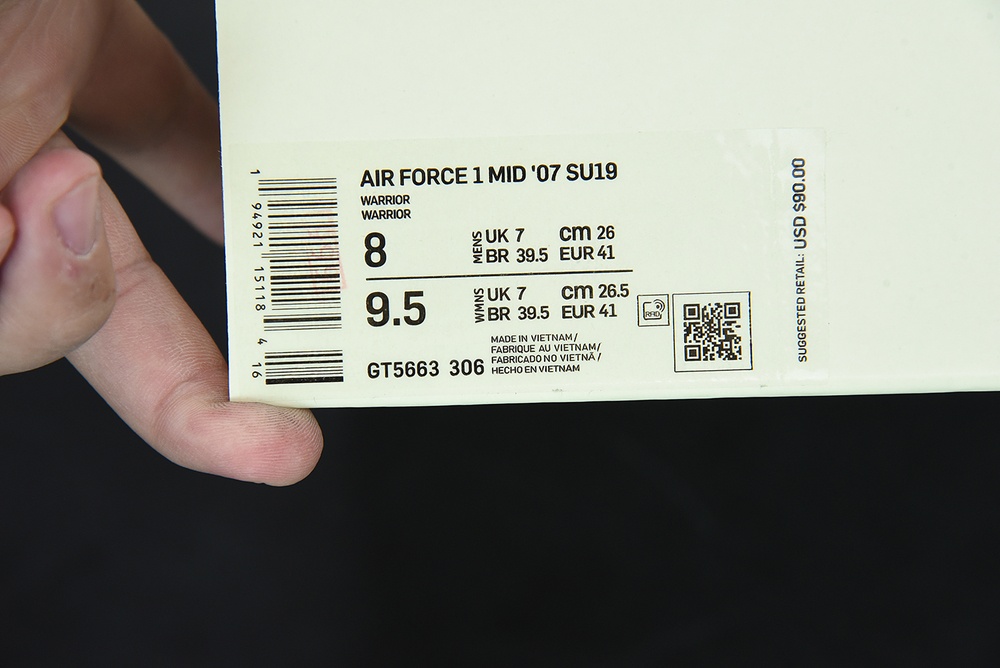 AIR FORCE 1 MID '07 SU19
WARRIOR
WARRIOR
8
MENS
UK 7 cm 26
BR 39.5 EUR 41
9.5
WMNS
UK 7 cm 26.5
BR 39.5 EUR 41
GT5663 306
MADE IN VIETNAM/
FABRIQUE AU VIETNAM/
FABRICADO NO VIETNÃ/
HECHO EN VIETNAM
RFID
1 94921 15118 4 16
SUGGESTED RETAIL: USD $90.00